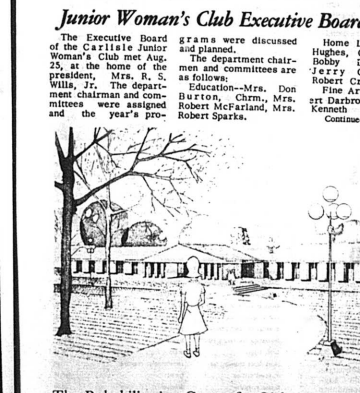 Junior Woman's Club Executive Board
The Executive Board
of the Carlisle Junior
Woman's Club met Aug.
25, at the home of the
president, Mrs. R. S.
Wills, Jr. The depart-
ment chairman and com-
mittees were assigned
and the year's pro-
grams were discussed
and planned.
The department chair-
men and committees are
as follows:
Education--Mrs. Don
Burton, Chrm., Mrs.
Robert McFarland, Mrs.
Robert Sparks.
Home
Hughes,
Bobby
Jerry
Robert
Fine
Kenneth
The